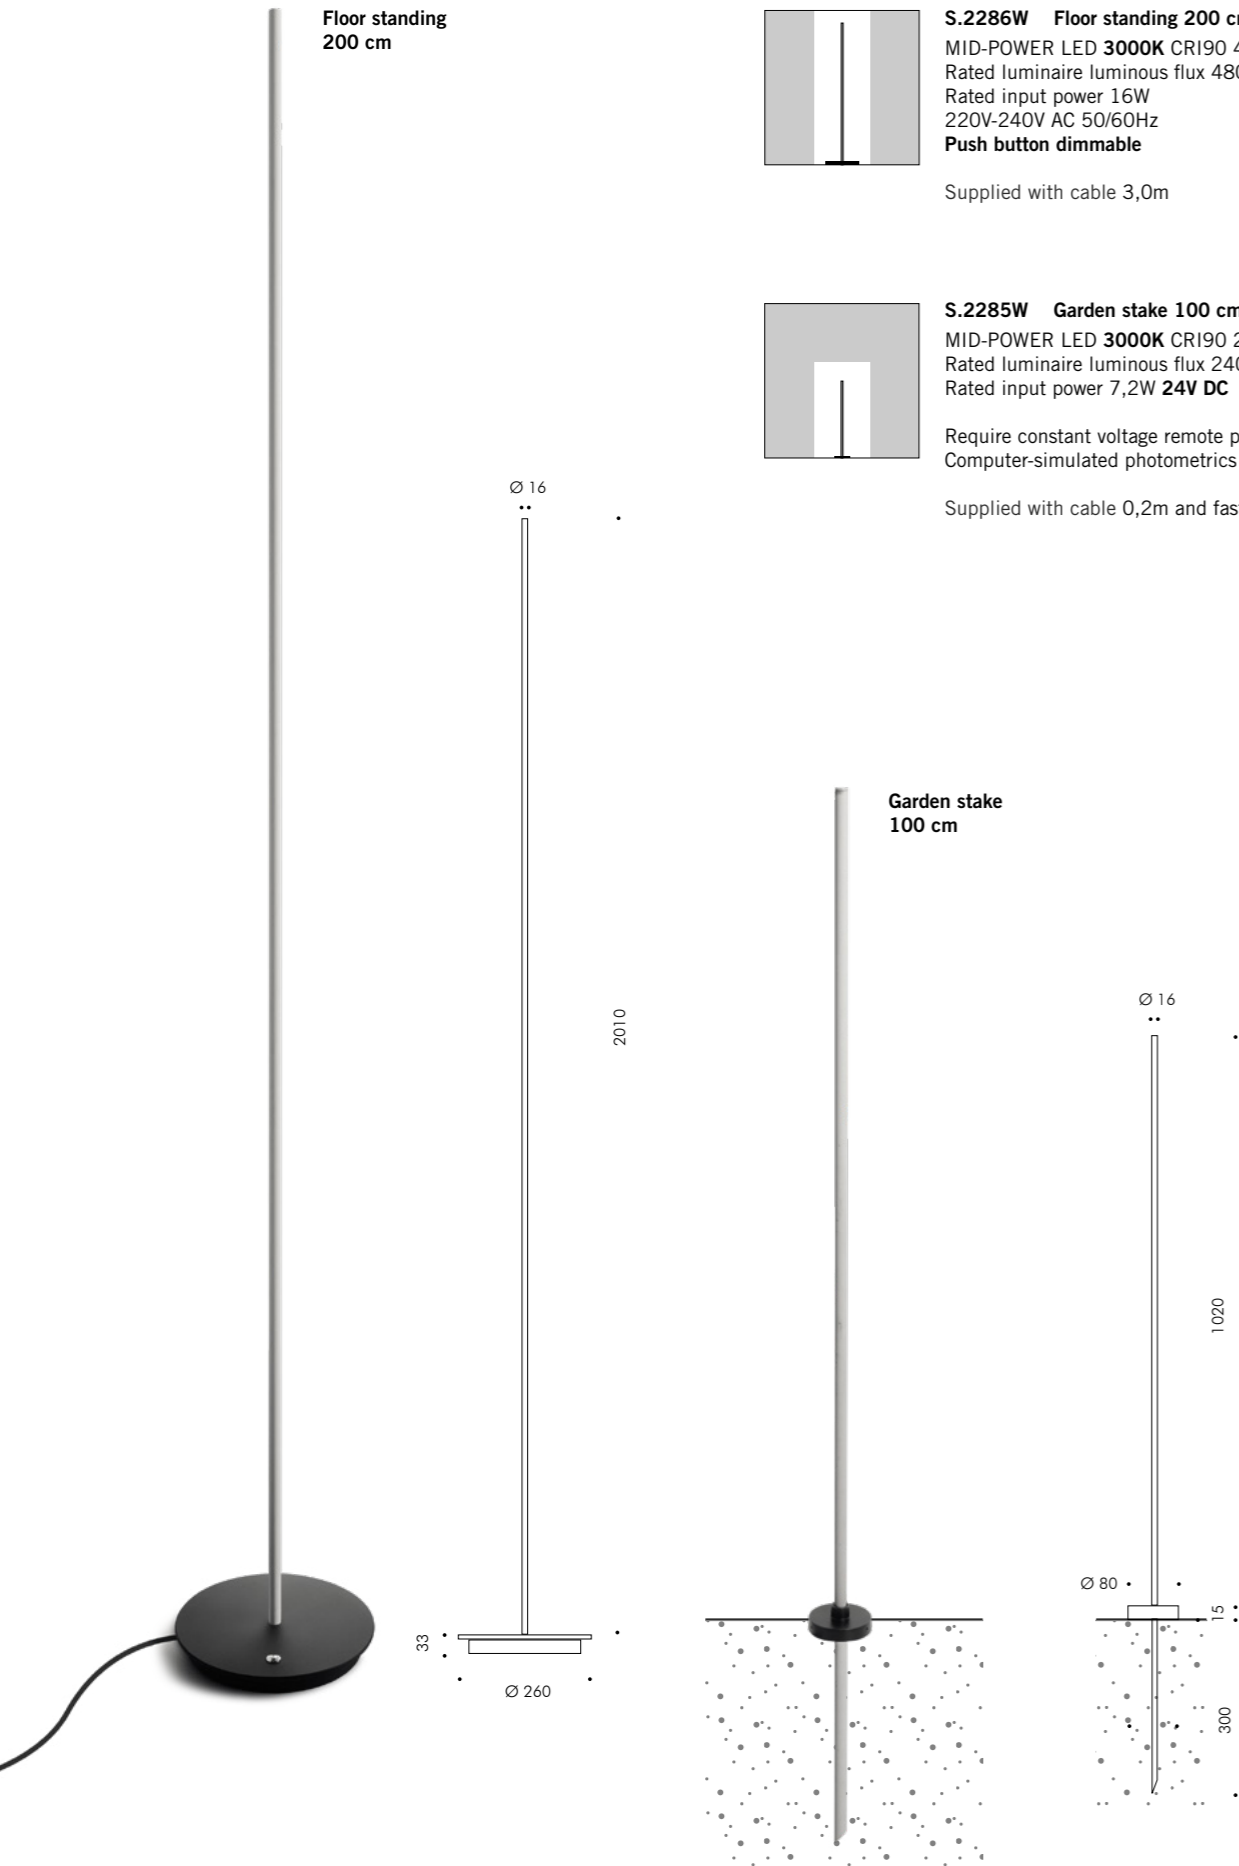 Floor standing
200 cm
S.2286W Floor standing 200
MID-POWER LED 3000K CRI90
Rated luminaire luminous flux
Rated input power 16W
220V-240V AC 50/60Hz
Push button dimmable
Supplied with cable 3,0m
S.2285W Garden stake 100 cm
MID-POWER LED 3000K CRI90
Rated luminaire luminous flux
Rated input power 7,2W 24V DC
Require constant voltage remote
Computer-simulated photometrics
Supplied with cable 0,2m and
Ø 16
2010
33
Ø 260
Garden stake
100 cm
Ø 16
1020
Ø 80
15
300